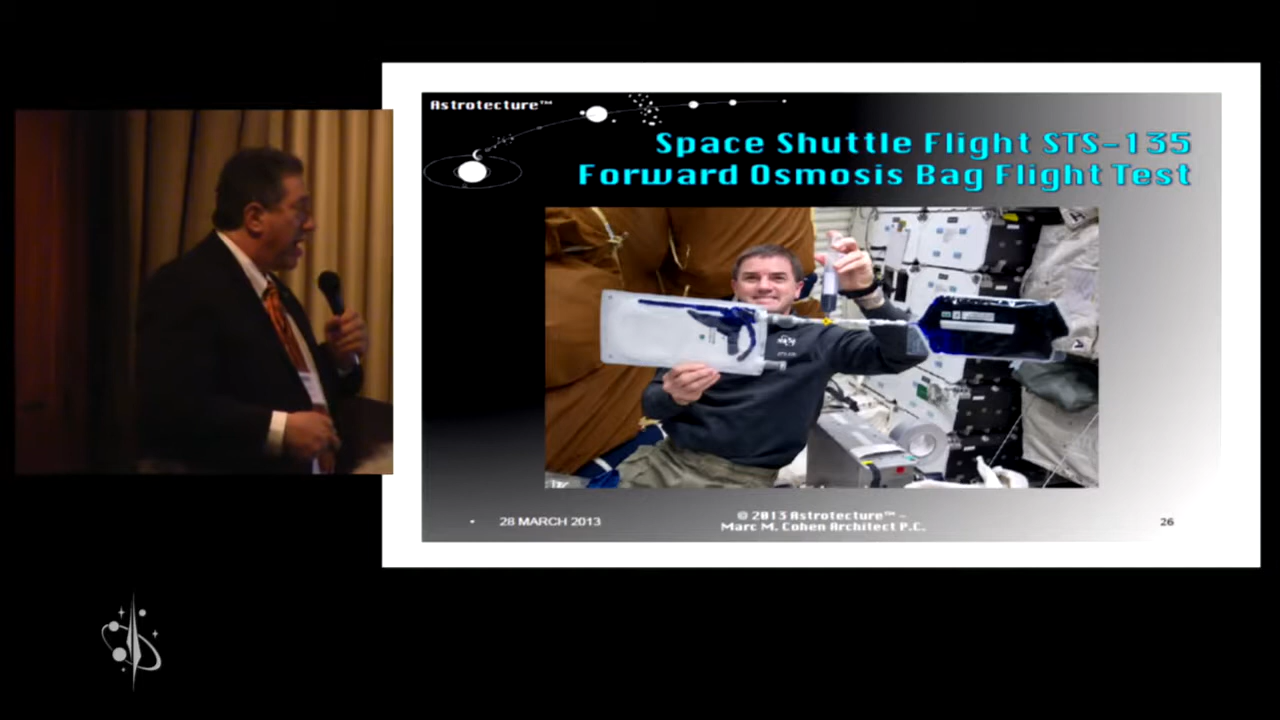 Astrotecture™
Space Shuttle Flight STS-135
Forward Osmosis Bag Flight Test
• 28 MARCH 2013
© 2013 Astrotecture™ –
Marc M. Cohen Architect P.C.
26